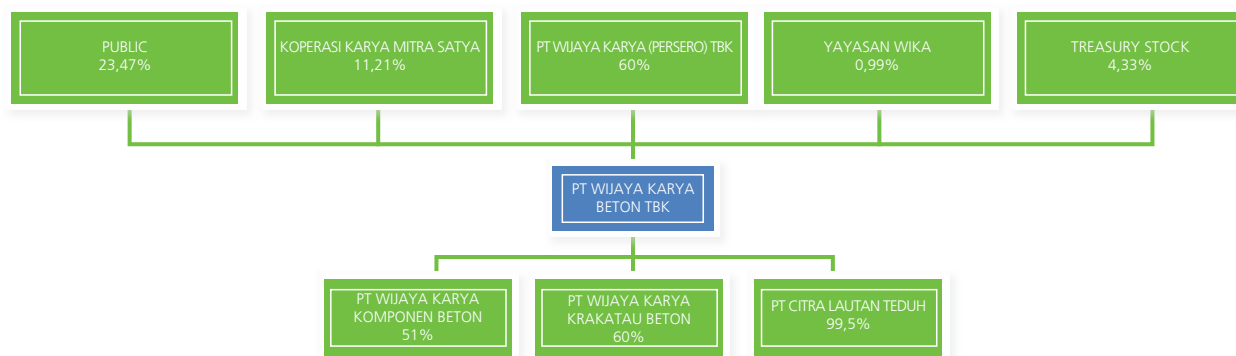 PUBLIC
23,47%
KOPERASI KARYA MITRA SATYA
11,21%
PT WIJAYA KARYA (PERSERO) TBK
60%
YAYASAN WIKA
0,99%
TREASURY STOCK
4,33%
PT WIJAYA KARYA
BETON TBK
PT WIJAYA KARYA
KOMPONEN BETON
51%
PT WIJAYA KARYA
KRAKATAU BETON
60%
PT CITRA LAUTAN TEDUH
99,5%